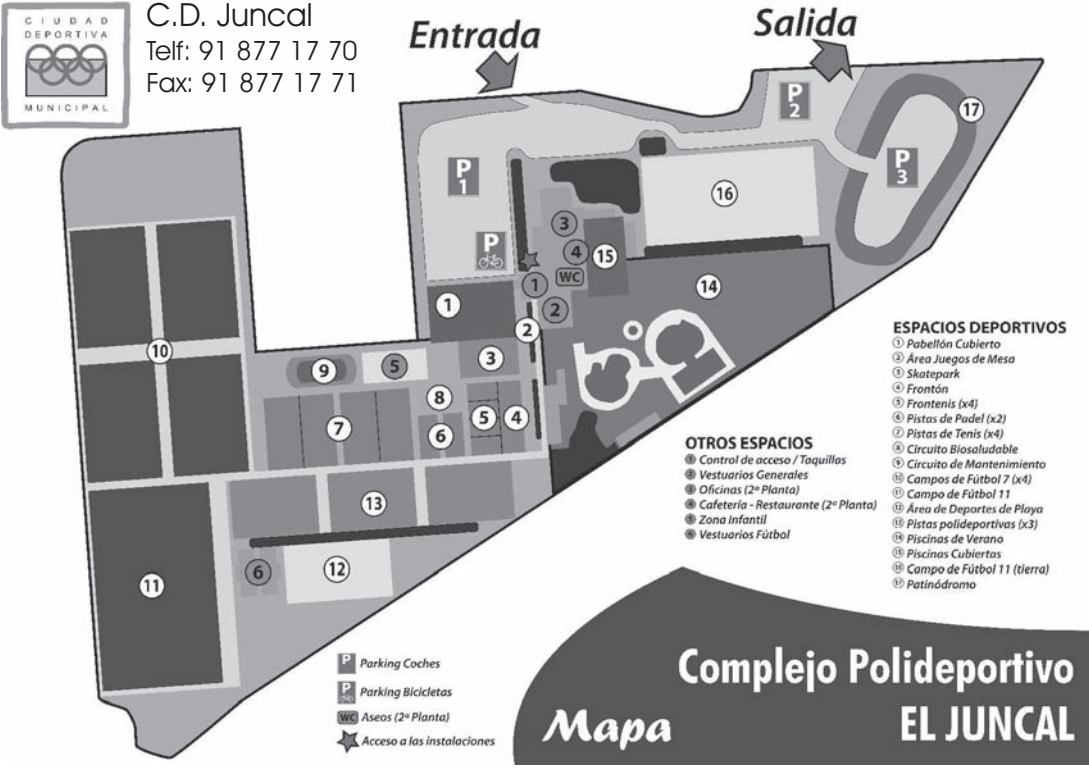 CIUDAD
DEPORTIVA
MUNICIPAL
C.D. Juncal
Telf: 91 877 17 70
Fax: 91 877 17 71
Entrada
Salida
P
1
P
2
P
3
P
17
16
3
4
15
WC
1
2
14
1
2
10
3
9
5
8
7
5
4
6
13
11
6
12
ESPACIOS DEPORTIVOS
1 Pabellón Cubierto
2 Área Juegos de Mesa
3 Skatepark
4 Frontón
5 Frontenis (x4)
6 Pistas de Padel (x2)
7 Pistas de Tenis (x4)
8 Circuito Biosaludable
9 Circuito de Mantenimiento
10 Campos de Fútbol 7 (x4)
11 Campo de Fútbol 11
12 Área de Deportes de Playa
13 Pistas polideportivas (x3)
14 Piscinas de Verano
15 Piscinas Cubiertas
16 Campo de Fútbol 11 (tierra)
17 Patinódromo
OTROS ESPACIOS
1 Control de acceso / Taquillas
2 Vestuarios Generales
3 Oficinas (2ª Planta)
4 Cafetería - Restaurante (2ª Planta)
5 Zona Infantil
6 Vestuarios Fútbol
P Parking Coches
P Parking Bicicletas
WC Aseos (2ª Planta)
Acceso a las instalaciones
Mapa
Complejo Polideportivo
EL JUNCAL